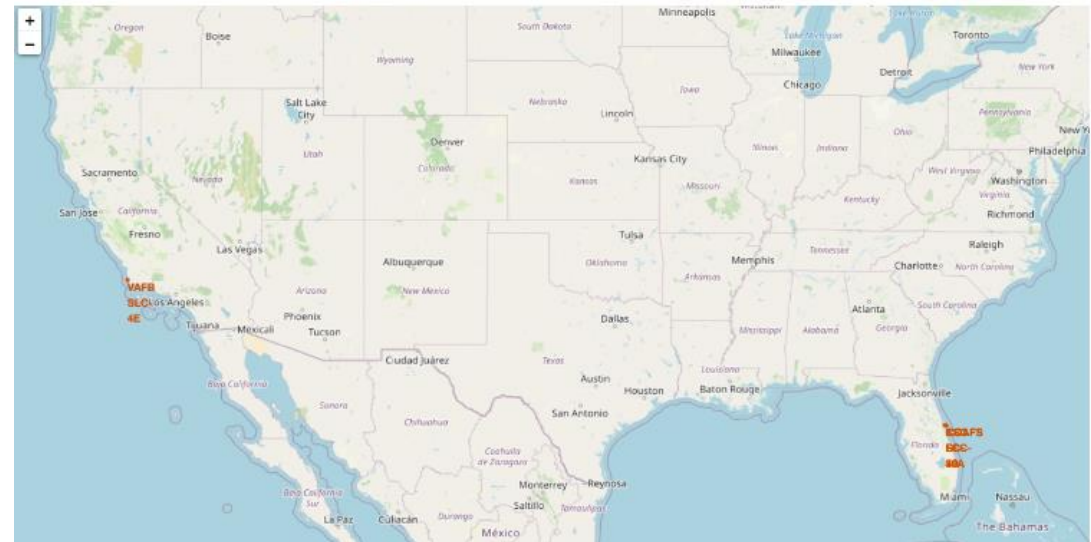 +
−
Oregon
Boise
South Dakota
Minneapolis
Lake Michigan
Toronto
Wyoming
Milwaukee
Detroit
New York
Chicago
Salt Lake
City
Nebraska
Iowa
Lincoln
Pennsylvania
Denver
Ohio
Utah
Colorado
Illinois
Indiana
Philadelphia
Sacramento
Nevada
Kansas City
Kansas
Missouri
West Virginia
Washington
Virginia
San Jose
California
Kentucky
Richmond
Fresno
Tulsa
Las Vegas
Raleigh
Albuquerque
Oklahoma
Memphis
Tennessee
Charlotte
North Carolina
VAFB
Arizona
New Mexico
Arkansas
SLC-
Los Angeles
4E
South Carolina
Phoenix
Tijuana
Mexicali
Tucson
Dallas
Atlanta
Mississippi
Alabama
Georgia
Ciudad Juárez
Texas
Louisiana
Austin
Houston
Baton Rouge
Jacksonville
Baja California
Sonora
Chihuahua
San Antonio
Florida
Coahuila
de Zaragoza
Monterrey
Reynosa
Baja California
Sur
Saltillo
Tamaulipas
Miami
Nassau
La Paz
Culiacán
Durango
México
The Bahamas